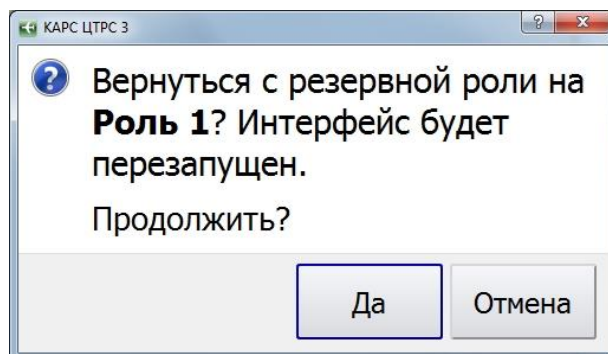 КАРС ЦТРС 3
Вернуться с резервной роли на
Роль 1? Интерфейс будет
перезапущен.
Продолжить?
Да
Отмена